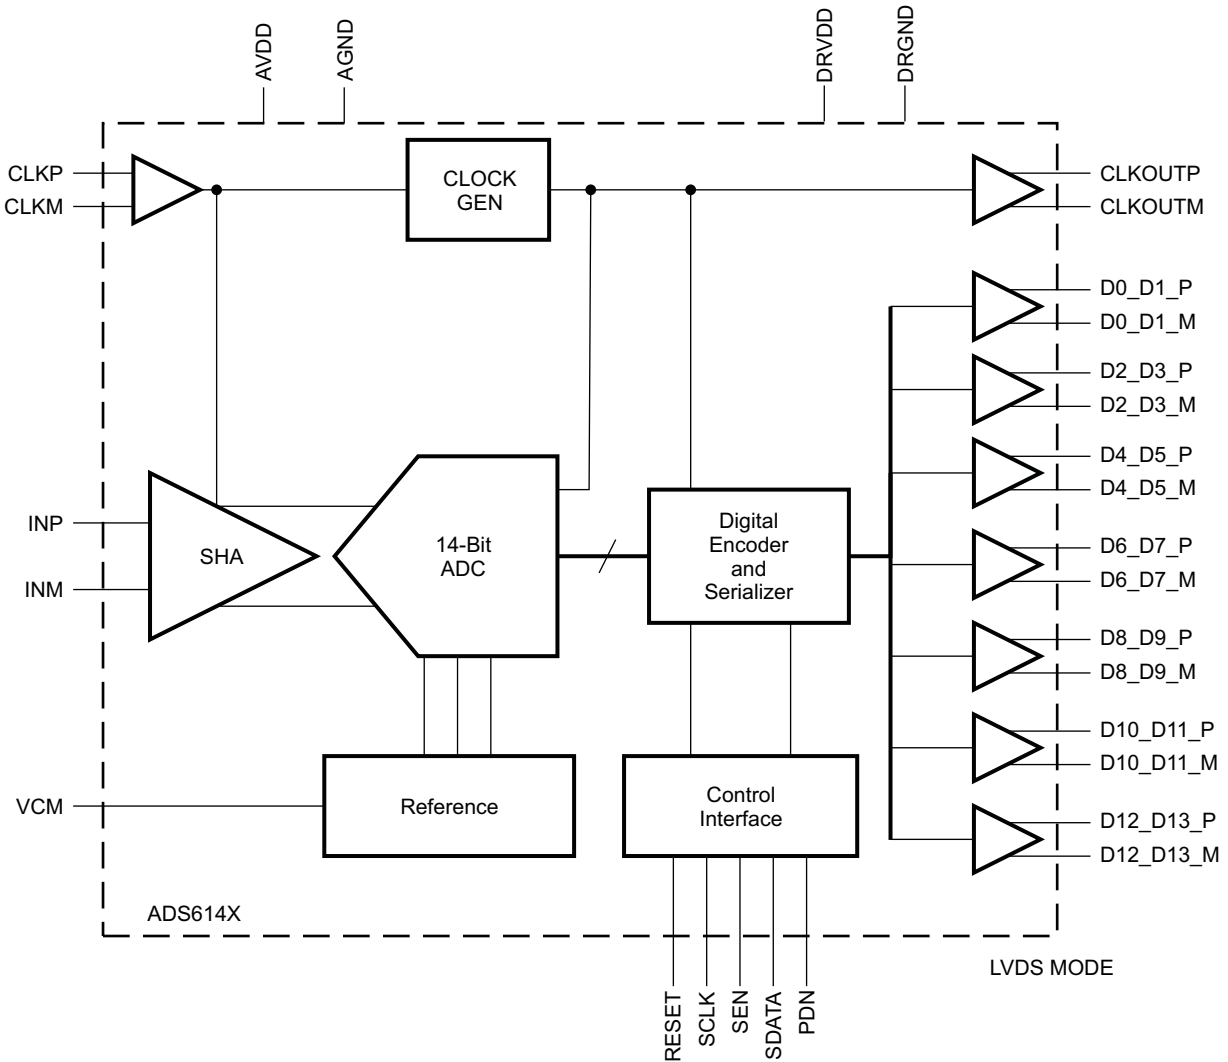 AVDD
AGND
DRVDD
DRGND
CLKP
CLKM
CLOCK
GEN
CLKOUTP
CLKOUTM
D0_D1_P
D0_D1_M
D2_D3_P
D2_D3_M
D4_D5_P
D4_D5_M
INP
INM
SHA
14-Bit
ADC
Digital
Encoder
and
Serializer
D6_D7_P
D6_D7_M
D8_D9_P
D8_D9_M
D10_D11_P
D10_D11_M
VCM
Reference
Control
Interface
D12_D13_P
D12_D13_M
ADS614X
LVDS MODE
RESET
SCLK
SEN
SDATA
PDN